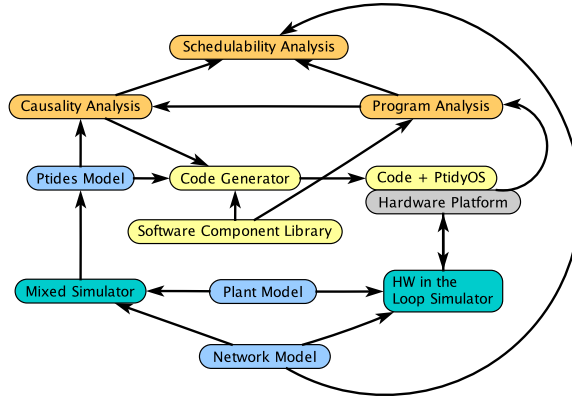 Schedulability Analysis
Causality Analysis
Program Analysis
Ptides Model
Code Generator
Code + PtidyOS
Hardware Platform
Software Component Library
Mixed Simulator
Plant Model
HW in the
Loop Simulator
Network Model